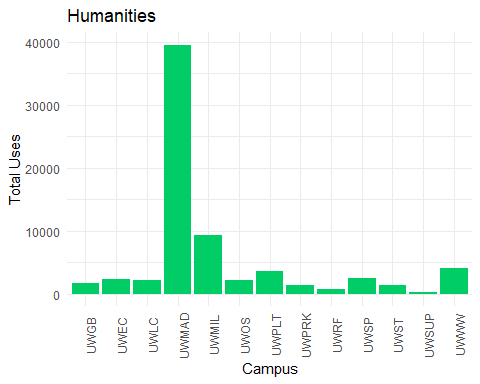 Humanities
Total Uses
40000
30000
20000
10000
0
UWGB
UWEC
UWLC
UWMAD
UWMIL
UWOS
UWPLT
UWPRK
UWRF
UWSP
UWST
UWSUP
UWWW
Campus